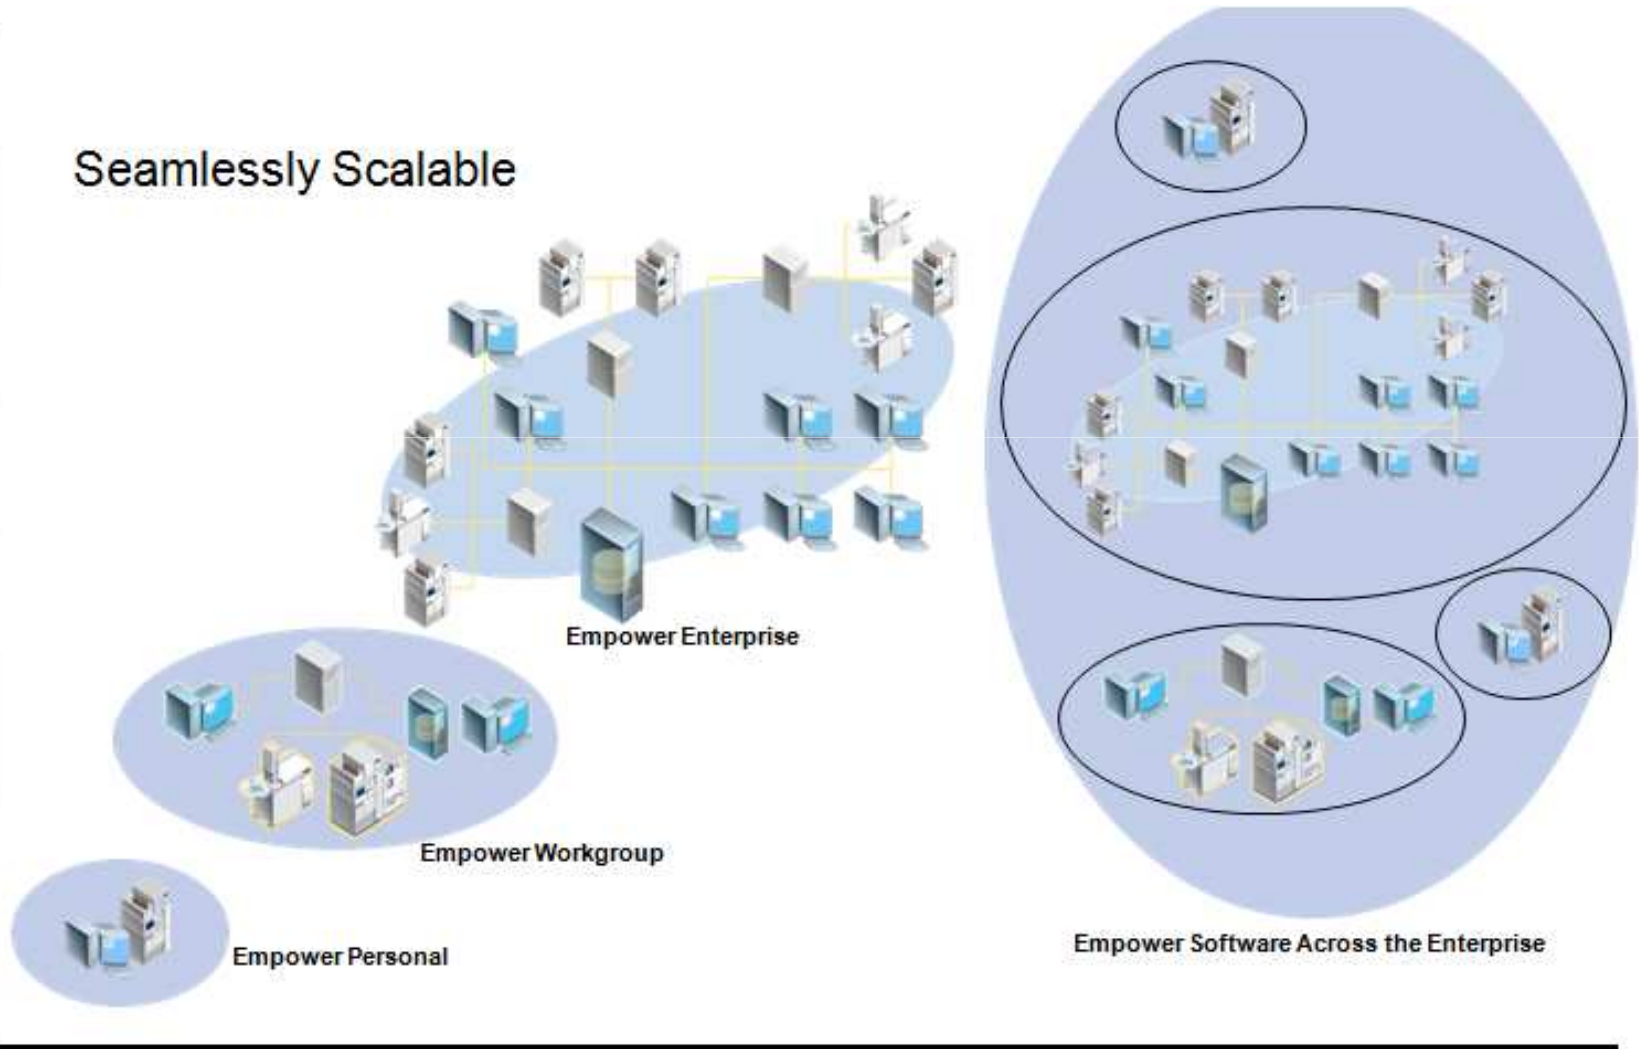 Seamlessly Scalable
Empower Enterprise
Empower Workgroup
Empower Personal
Empower Software Across the Enterprise